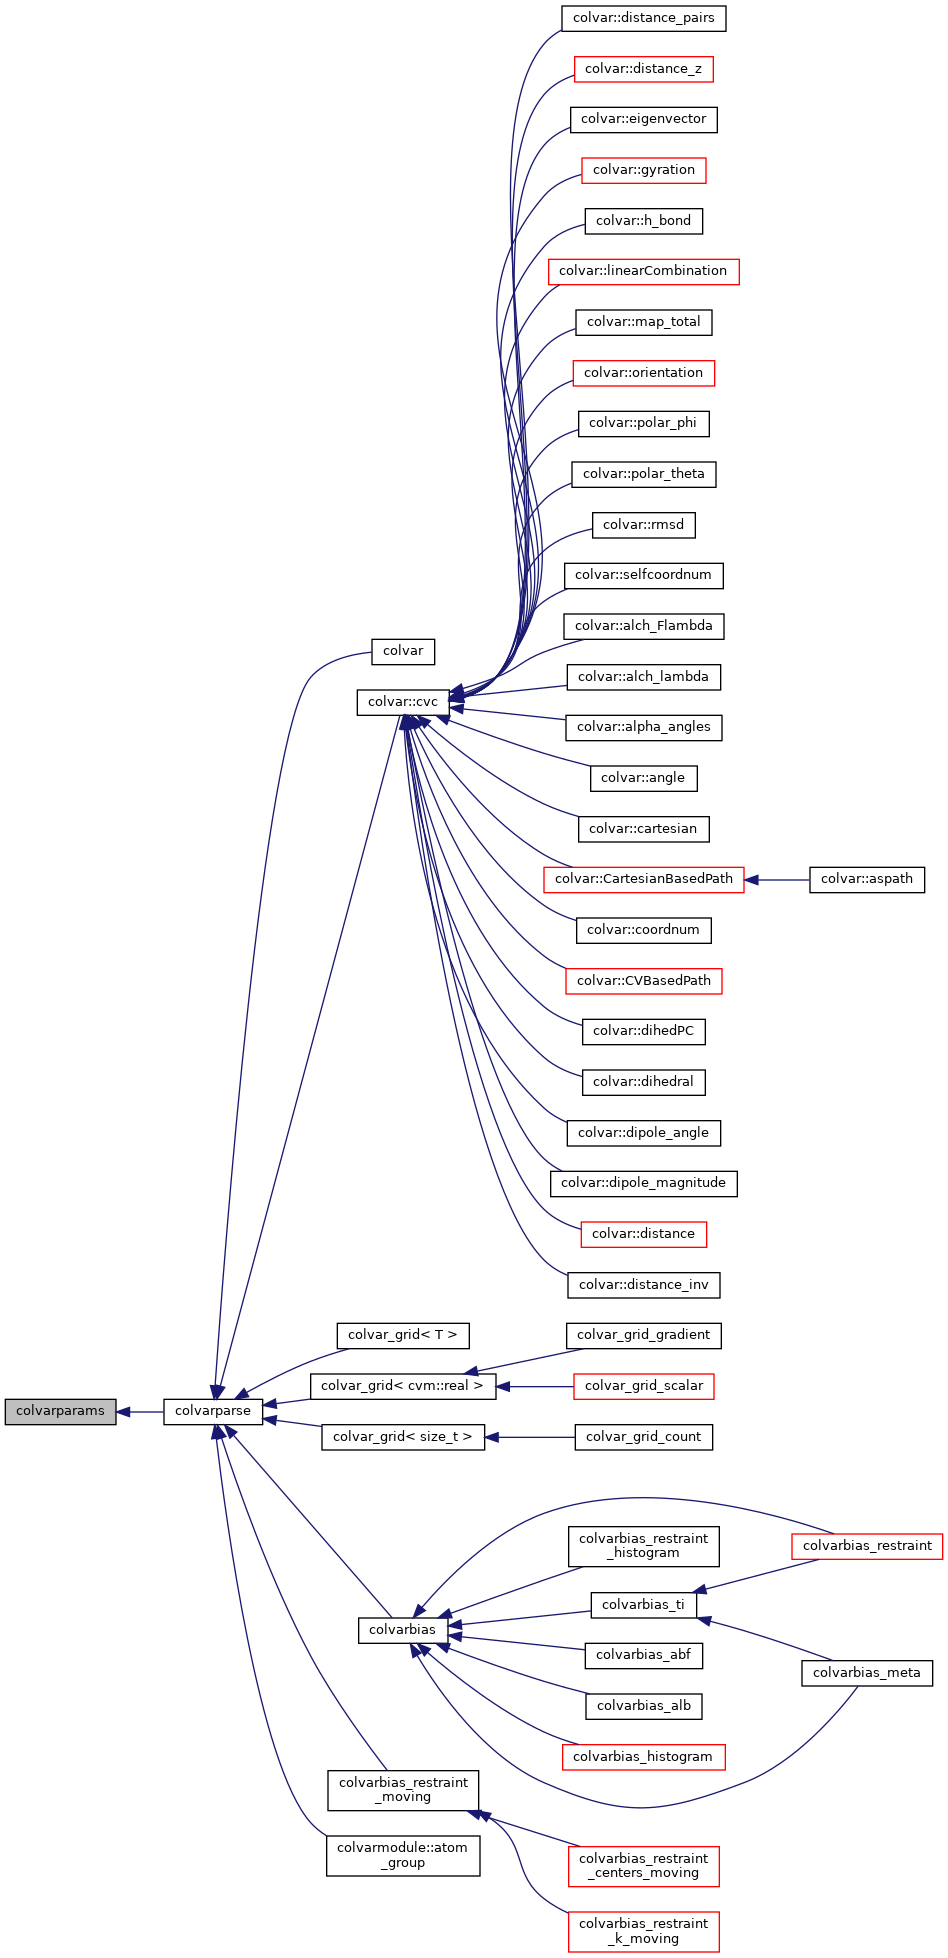 colvar::distance_pairs
colvar::distance_z
colvar::eigenvector
colvar::gyration
colvar::h_bond
colvar::linearCombination
colvar::map_total
colvar::orientation
colvar::polar_phi
colvar::polar_theta
colvar::rmsd
colvar::selfcoordnum
colvar::alch_Flambda
colvar
colvar::alch_lambda
colvar::cvc
colvar::alpha_angles
colvar::angle
colvar::cartesian
colvar::CartesianBasedPath
colvar::aspath
colvar::coordnum
colvar::CVBasedPath
colvar::dihedPC
colvar::dihedral
colvar::dipole_angle
colvar::dipole_magnitude
colvar::distance
colvar::distance_inv
colvar_grid< T >
colvar_grid_gradient
colvar_grid< cvm::real >
colvar_grid_scalar
colvarparams
colvarparse
colvar_grid< size_t >
colvar_grid_count
colvarbias_restraint
_histogram
colvarbias_restraint
colvarbias_ti
colvarbias
colvarbias_abf
colvarbias_meta
colvarbias_alb
colvarbias_histogram
colvarbias_restraint
_moving
colvarmodule::atom
_group
colvarbias_restraint
_centers_moving
colvarbias_restraint
_k_moving